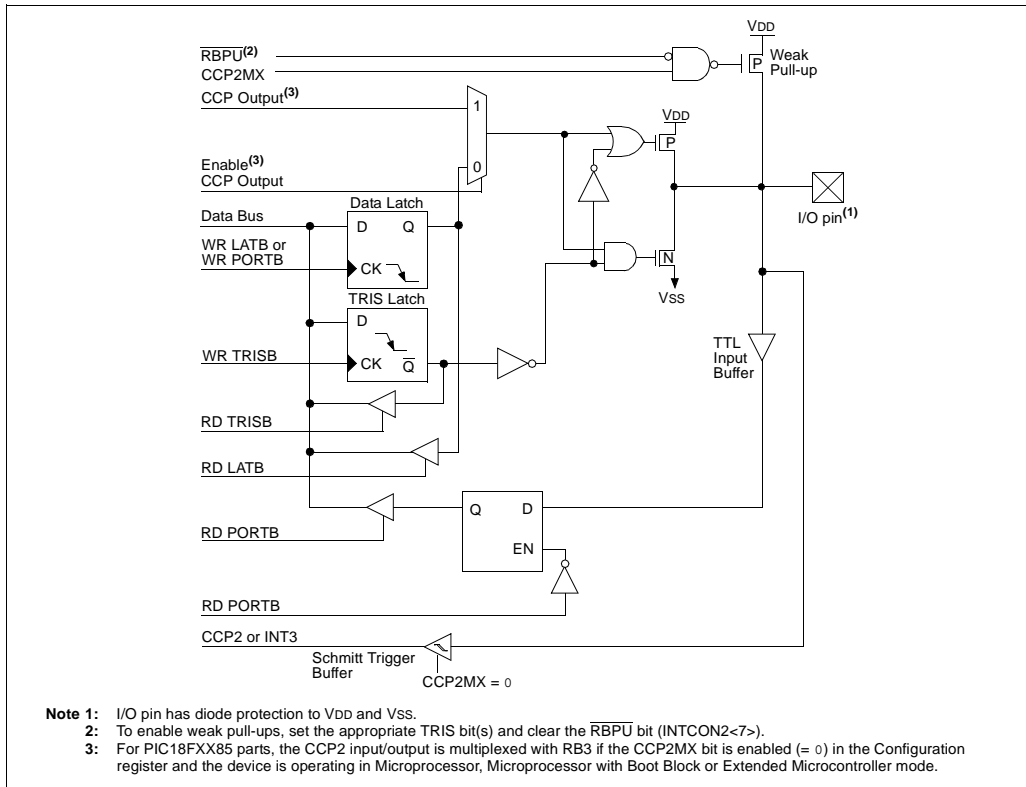 VDD
RBPU(2)
CCP2MX
P
Weak
Pull-up
CCP Output(3)
1
VDD
P
Enable(3)
CCP Output
0
I/O pin(1)
Data Bus
Data Latch
D Q
WR LATB or
WR PORTB
CK
N
VSS
TRIS Latch
D
WR TRISB
CK Q
TTL
Input
Buffer
RD TRISB
RD LATB
Q D
EN
RD PORTB
RD PORTB
CCP2 or INT3
Schmitt Trigger
Buffer
CCP2MX = 0
Note 1: I/O pin has diode protection to VDD and VSS.
2: To enable weak pull-ups, set the appropriate TRIS bit(s) and clear the RBPU bit (INTCON2<7>).
3: For PIC18FXX85 parts, the CCP2 input/output is multiplexed with RB3 if the CCP2MX bit is enabled (= 0) in the Configuration
register and the device is operating in Microprocessor, Microprocessor with Boot Block or Extended Microcontroller mode.